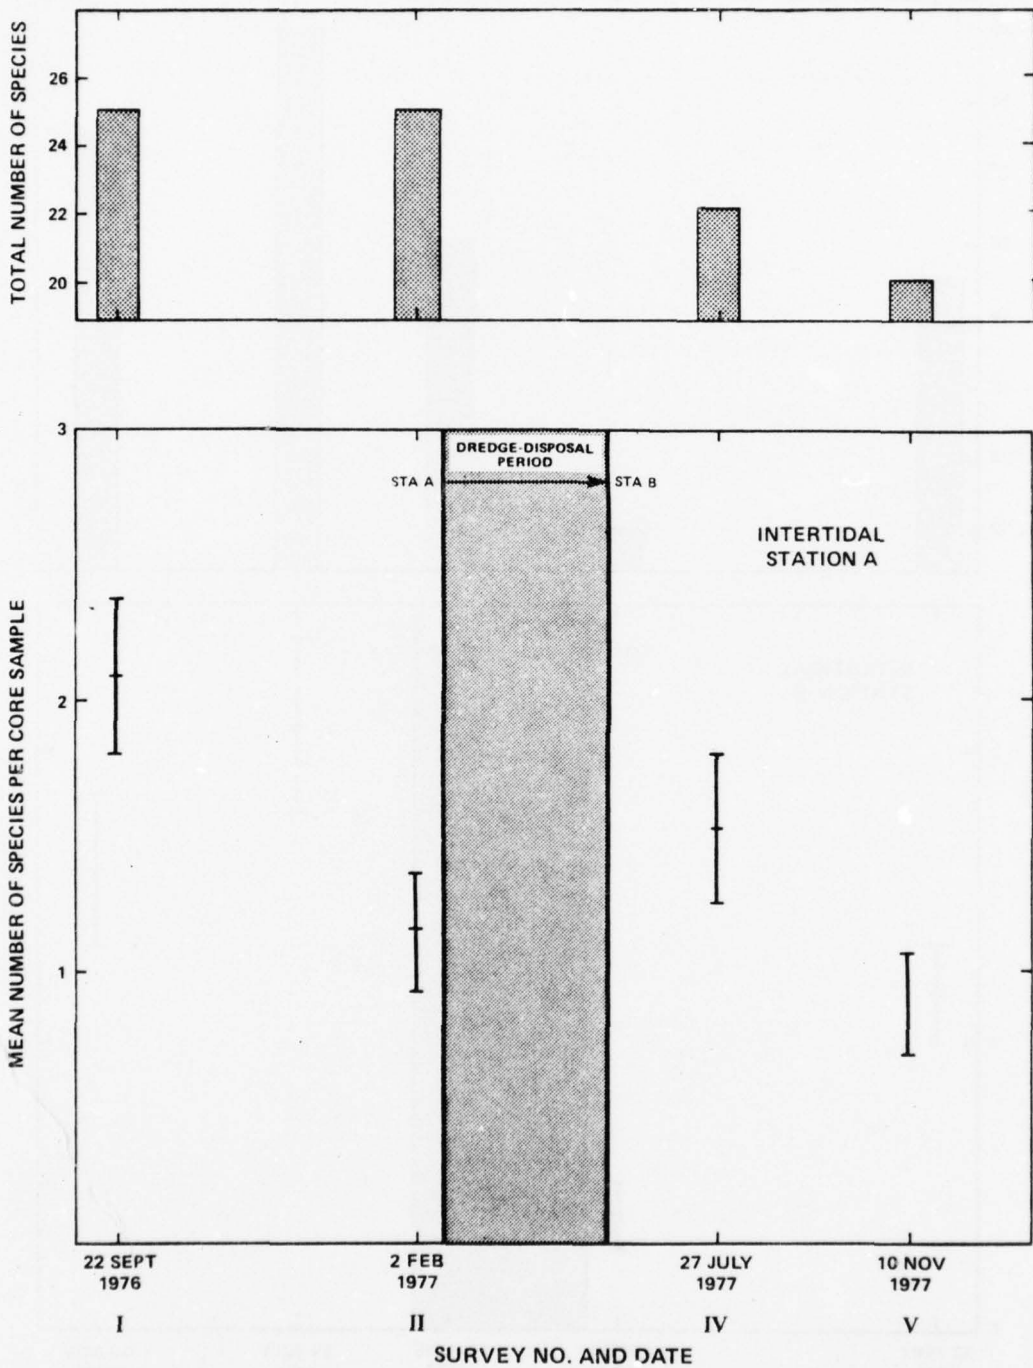 TOTAL NUMBER OF SPECIES
26
24
22
20
MEAN NUMBER OF SPECIES PER CORE SAMPLE
3
2
1
DREDGE-DISPOSAL
PERIOD
STA A
STA B
INTERTIDAL
STATION A
22 SEPT
1976
2 FEB
1977
27 JULY
1977
10 NOV
1977
I
II
IV
V
SURVEY NO. AND DATE